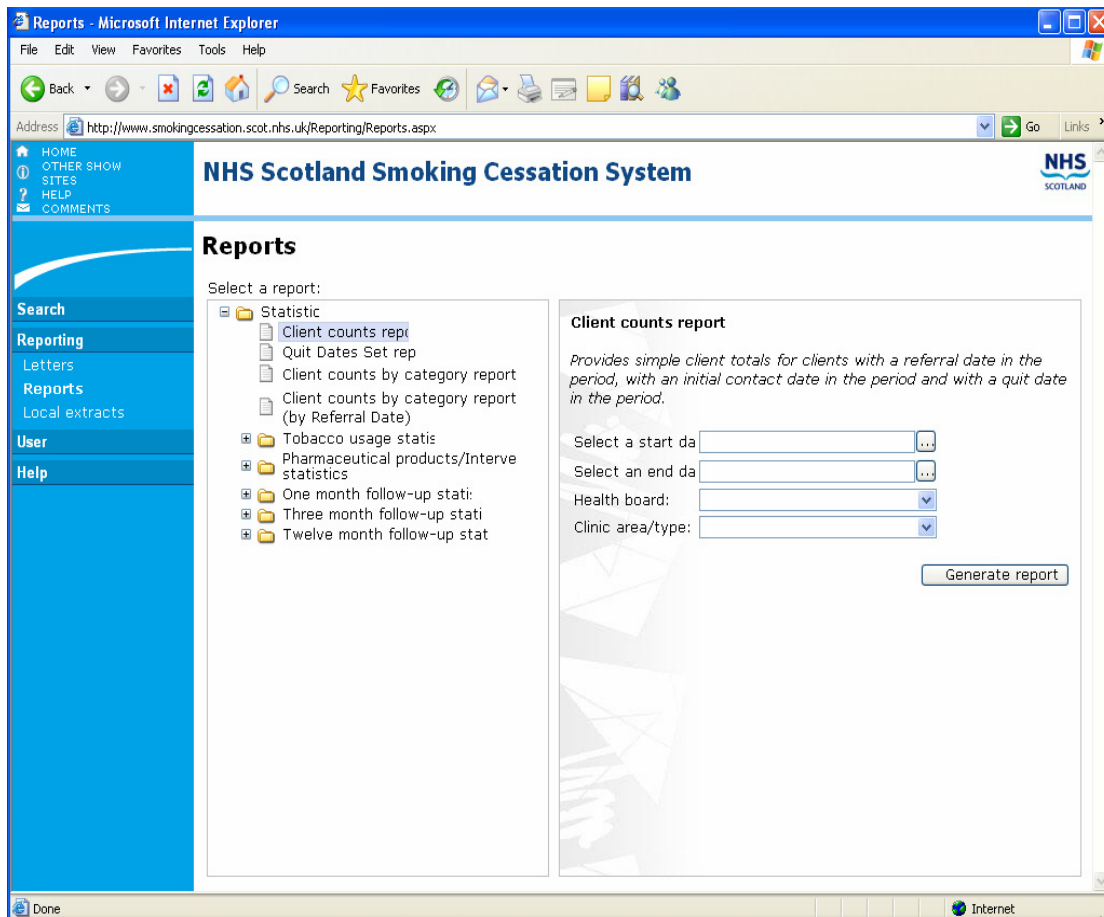 Reports - Microsoft Internet Explorer
File Edit View Favorites Tools Help
Back Search Favorites
Address http://www.smokingcessation.scot.nhs.uk/Reporting/Reports.aspx Go Links
HOME
OTHER SHOW
SITES
HELP
COMMENTS
NHS Scotland Smoking Cessation System
NHS
SCOTLAND
Search
Reporting
Letters
Reports
Local extracts
User
Help
Reports
Select a report:
Statistic
Client counts repo
Quit Dates Set rep
Client counts by category report
Client counts by category report
(by Referral Date)
Tobacco usage statis
Pharmaceutical products/Interve
statistics
One month follow-up stati
Three month follow-up stati
Twelve month follow-up stat
Client counts report
Provides simple client totals for clients with a referral date in the
period, with an initial contact date in the period and with a quit date
in the period.
Select a start da ...
Select an end da ...
Health board:
Clinic area/type:
Generate report
Done Internet